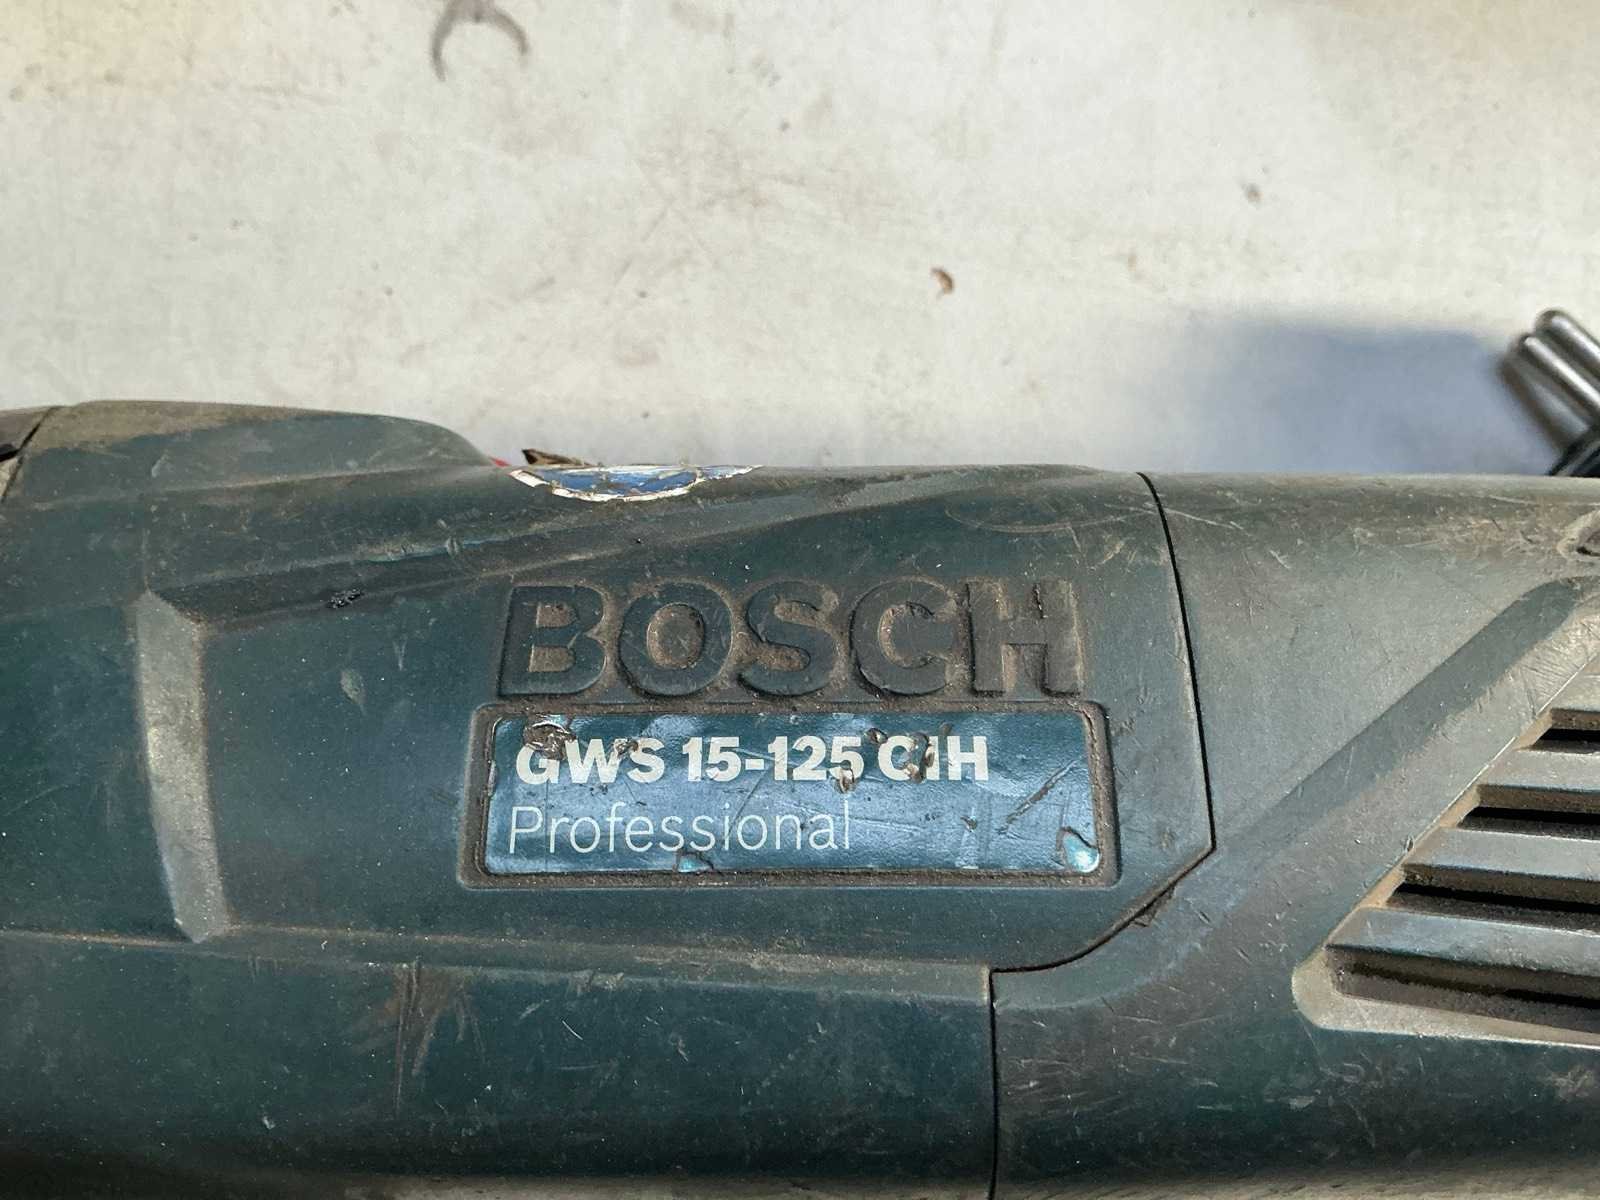 BOSCH
GWS 15-125 CIH
Professional